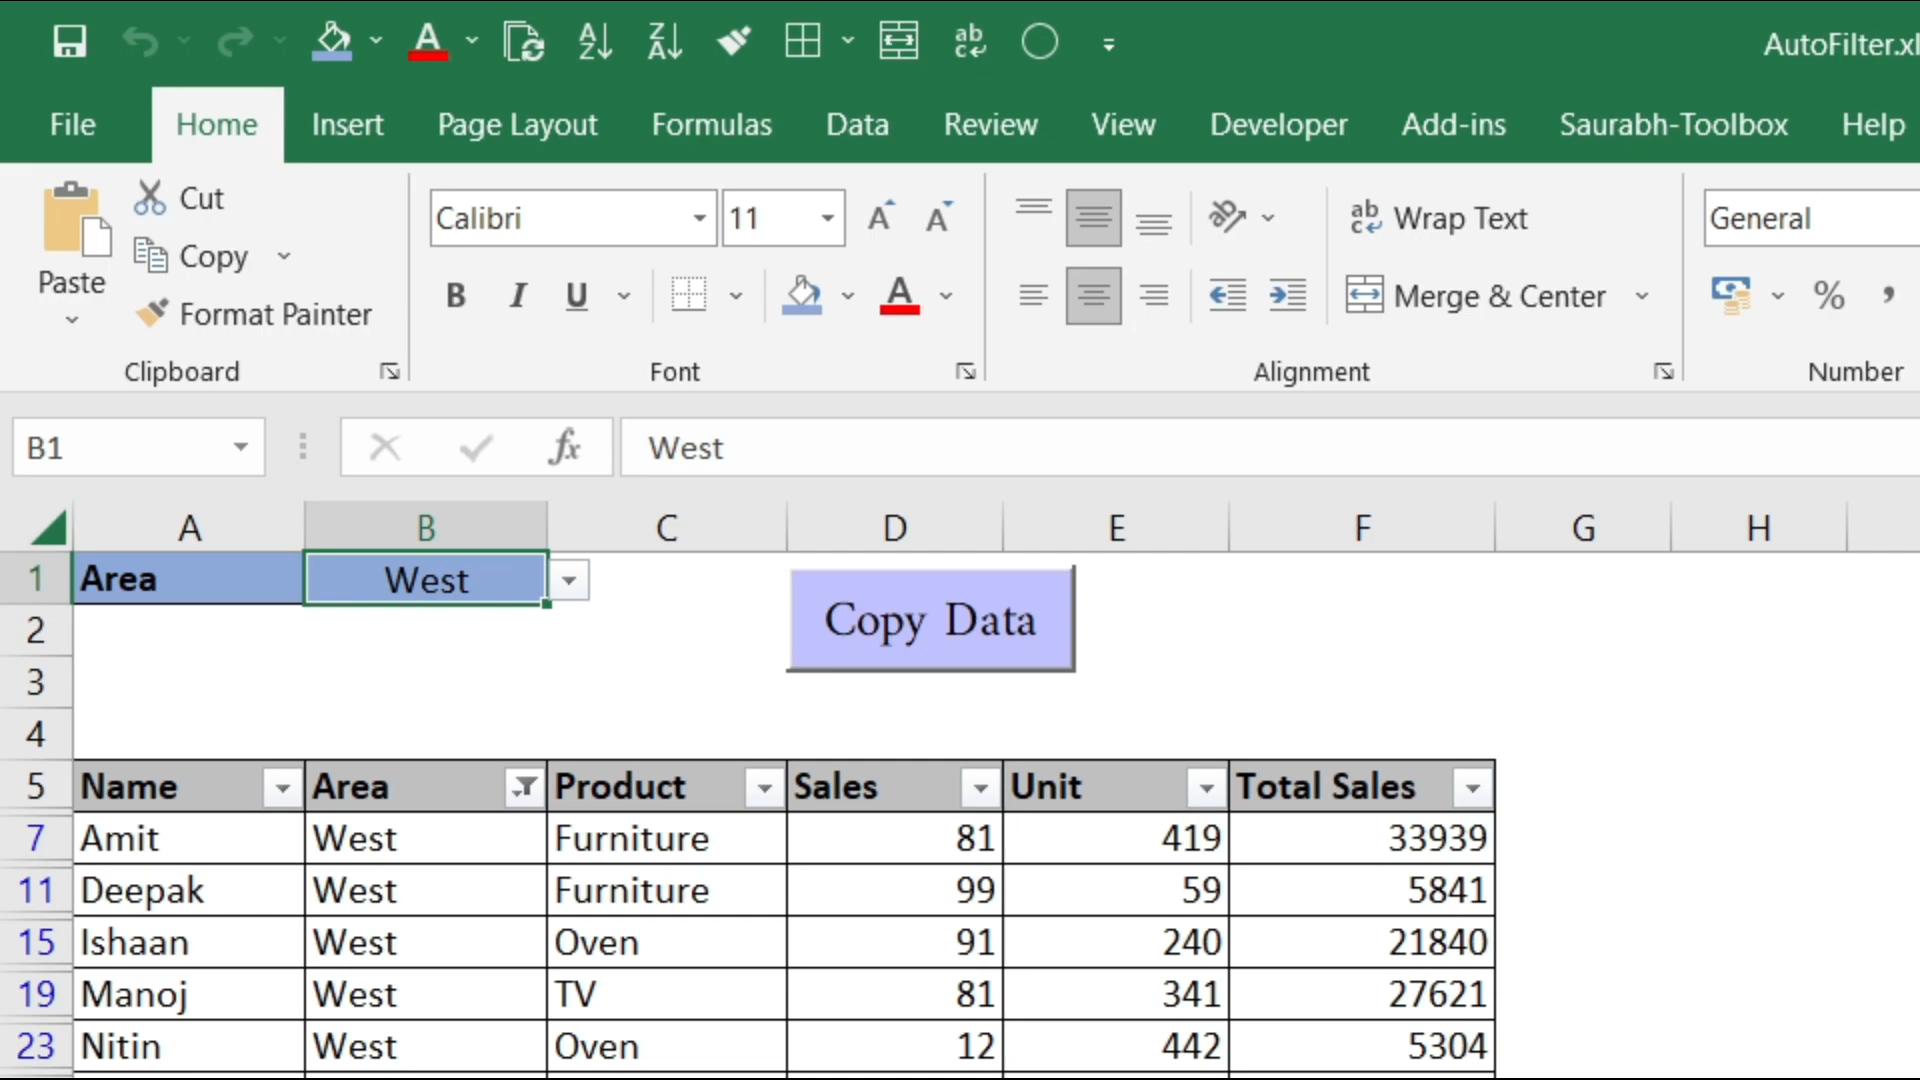 AutoFilter.xl
File Home Insert Page Layout Formulas Data Review View Developer Add-ins Saurabh-Toolbox Help
Paste
Cut
Copy
Format Painter
Clipboard
Calibri 11
B I U
Font
Wrap Text
Merge & Center
Alignment
General
%
Number
B1 fx West
A B C D E F G H
1 Area West
Copy Data
2
3
4
5 Name Area Product Sales Unit Total Sales
7 Amit West Furniture 81 419 33939
11 Deepak West Furniture 99 59 5841
15 Ishaan West Oven 91 240 21840
19 Manoj West TV 81 341 27621
23 Nitin West Oven 12 442 5304